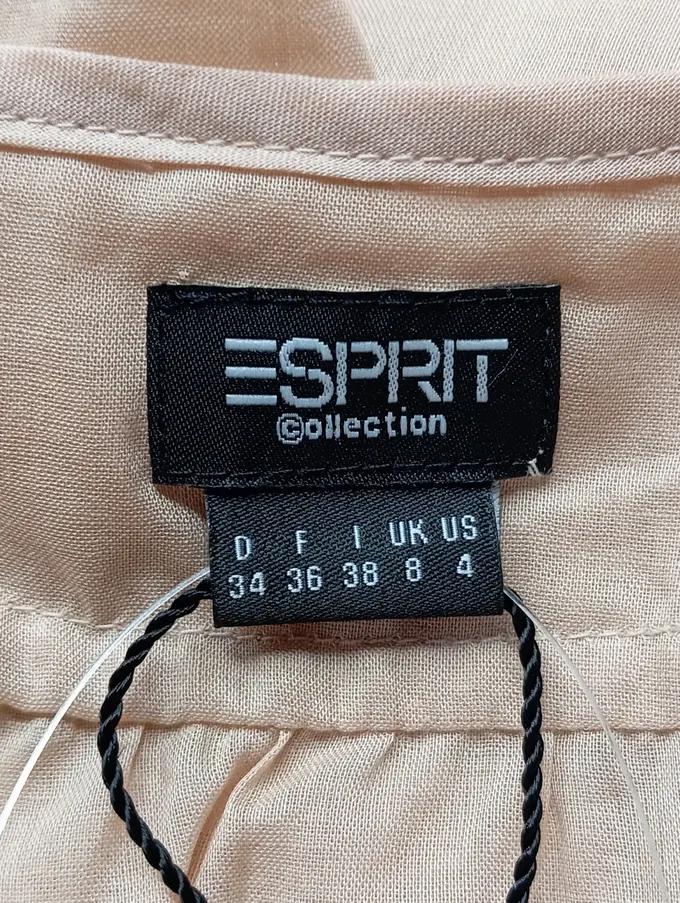 ESPRIT
©ollection
D F I UK US
34 36 38 8 4